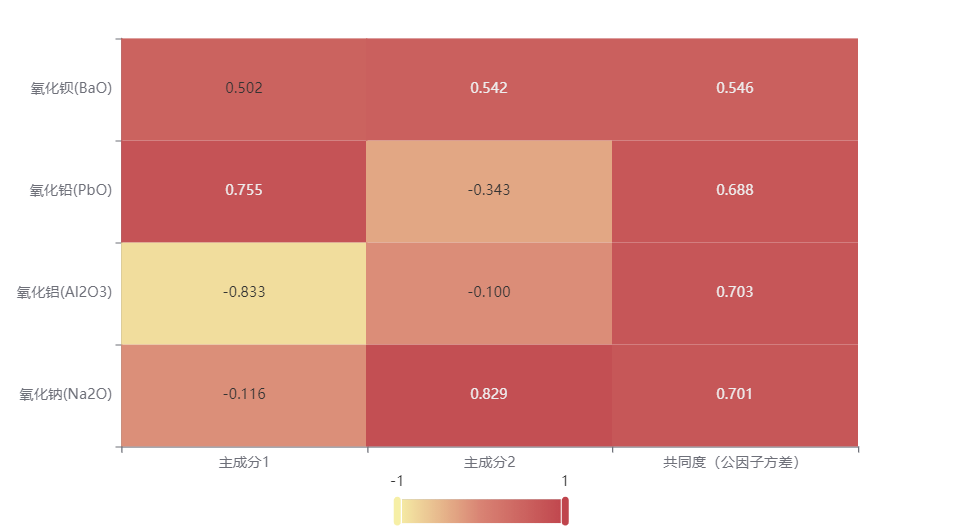 氧化钡(BaO) 0.502 0.542 0.546
氧化铅(PbO) 0.755 -0.343 0.688
氧化铝(Al2O3) -0.833 -0.100 0.703
氧化钠(Na2O) -0.116 0.829 0.701
主成分1 主成分2 共同度（公因子方差）
-1 1